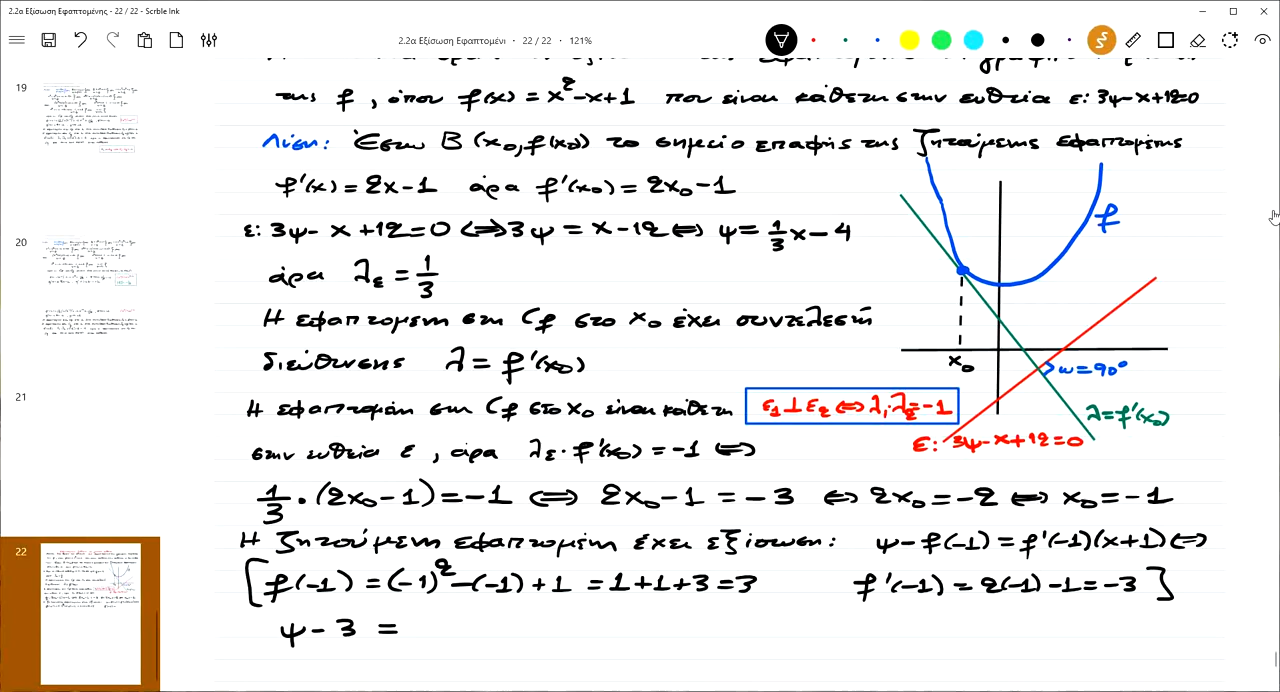 2.2α Εξίσωση Εφαπτομένης - 22 / 22 - Scrble Ink
2.2α Εξίσωση Εφαπτομένι · 22 / 22 · 121%
19
20
21
22
της f, όπου f(x) = x²-x+1 που είναι κάθετη στην ευθεία ε: 3ψ-x+12=0
Λύση: Έστω B(x₀, f(x₀)) το σημείο επαφής της ζητούμενης εφαπτομένης
f'(x) = 2x-1 άρα f'(x₀) = 2x₀-1
ε: 3ψ-x+12=0 ⇔ 3ψ = x-12 ⇔ ψ = 1/3 x-4
άρα λε = 1/3
Η εφαπτομένη στη Cf στο x₀ έχει συντελεστή
διεύθυνσης λ = f'(x₀)
Η εφαπτομένη στη Cf στο x₀ είναι κάθετη
στην ευθεία ε, άρα λε · f'(x₀) = -1 ⇔
ε₁ ⊥ ε₂ ⇔ λ₁·λ₂ = -1
f
x₀
ω=90°
λ=f'(x₀)
ε: 3ψ-x+12=0
1/3 · (2x₀-1) = -1 ⇔ 2x₀-1 = -3 ⇔ 2x₀ = -2 ⇔ x₀ = -1
Η ζητούμενη εφαπτομένη έχει εξίσωση: ψ-f(-1) = f'(-1)(x+1) ⇔
[f(-1) = (-1)²-(-1)+1 = 1+1+3 = 3 f'(-1) = 2(-1)-1 = -3]
ψ-3 =